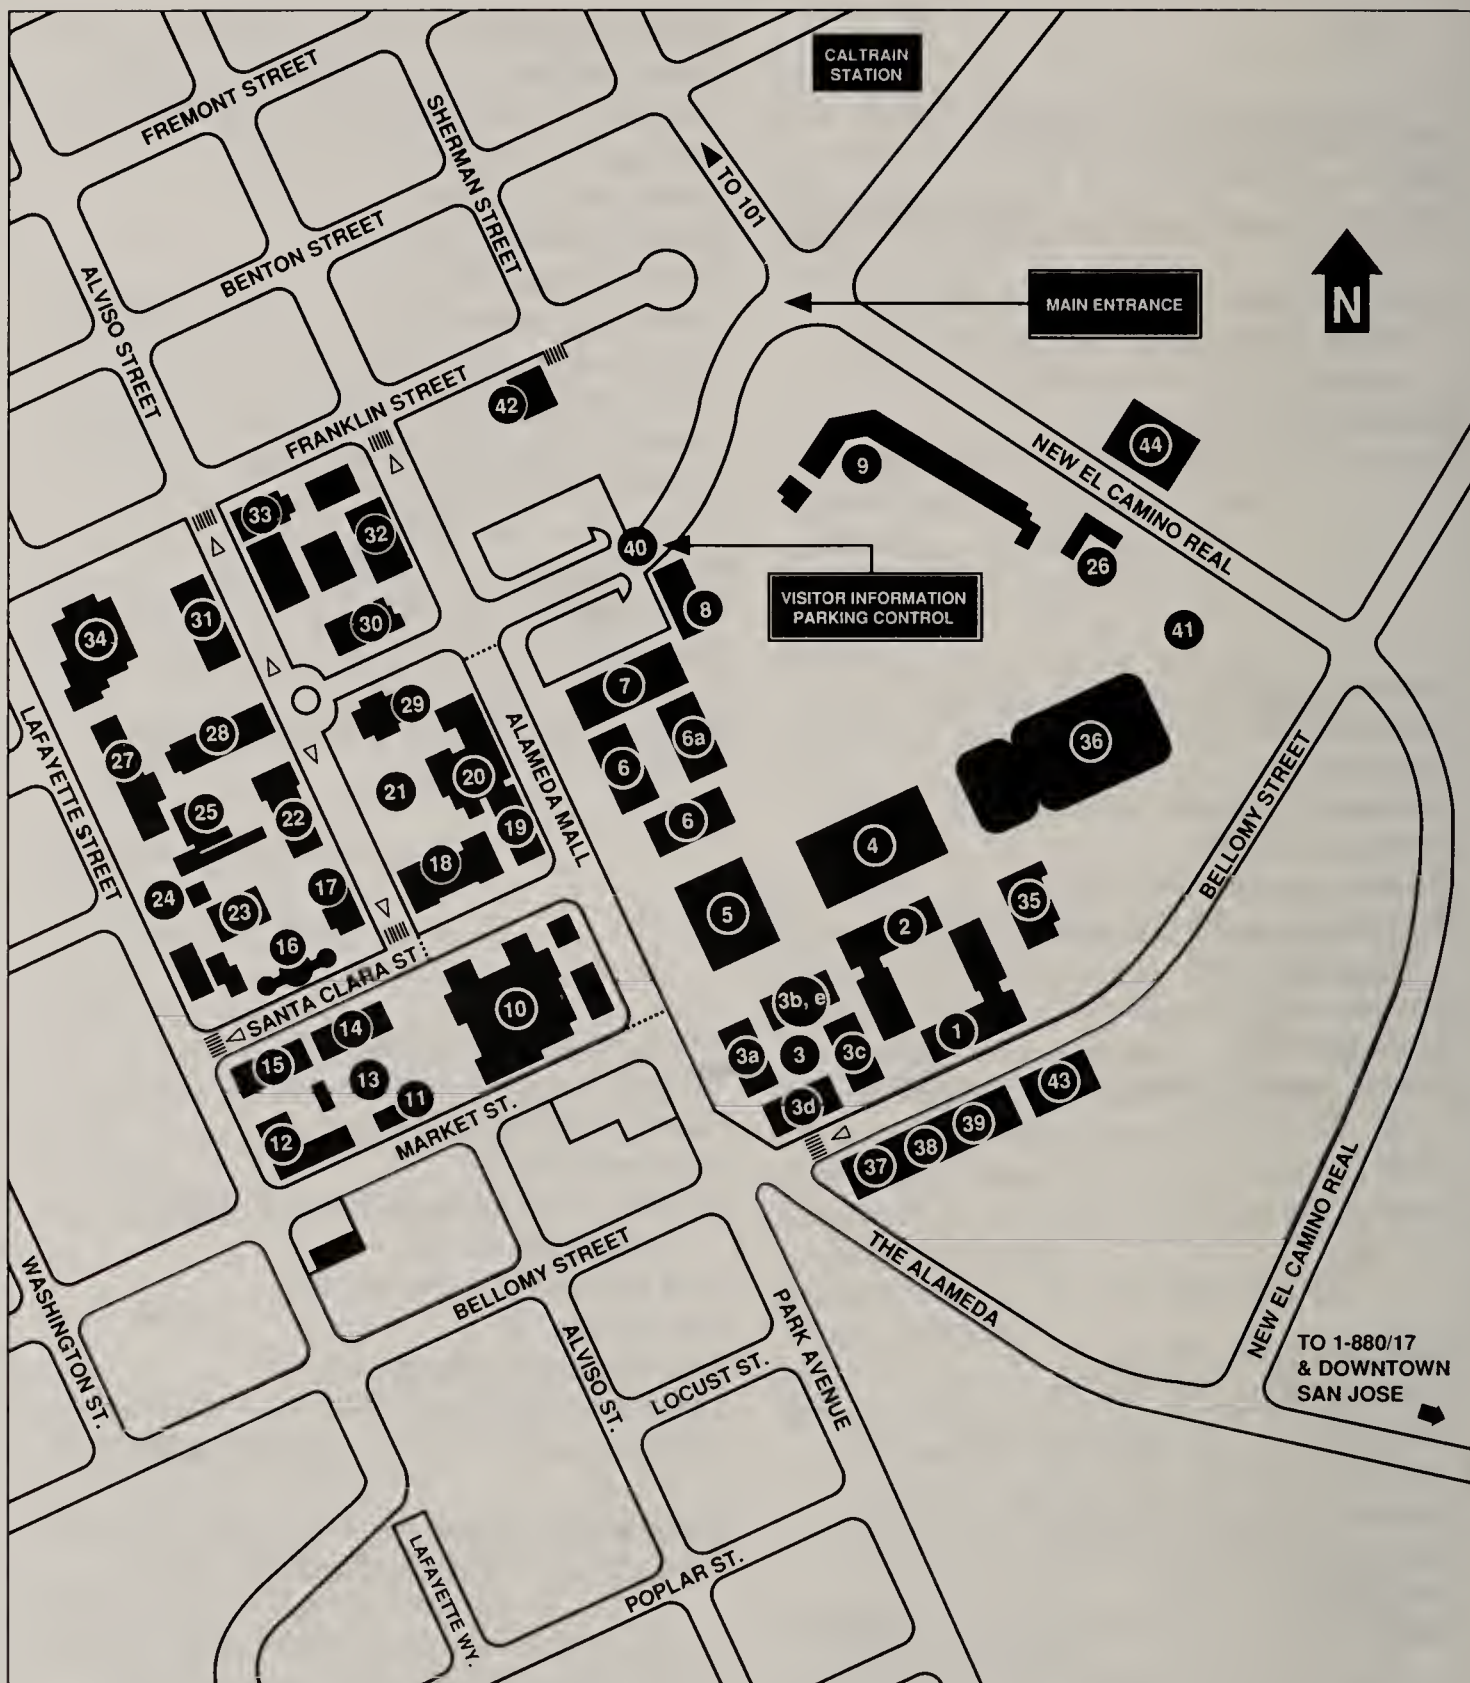 CALTRAIN
STATION
FREMONT STREET
SHERMAN STREET
TO 101
BENTON STREET
ALVISO STREET
MAIN ENTRANCE
N
FRANKLIN STREET
42
44
9
NEW EL CAMINO REAL
33
32
40
26
VISITOR INFORMATION
PARKING CONTROL
8
31
30
34
41
7
29
LAFAYETTE STREET
28
27
ALAMEDA MALL
6a
36
6
20
21
25
22
19
BELLOMY STREET
6
4
18
17
24
23
5
35
2
16
SANTA CLARA ST.
10
3b, e
14
1
15
3a
3
3c
13
43
11
3d
12
MARKET ST.
39
38
37
BELLOMY STREET
THE ALAMEDA
NEW EL CAMINO REAL
WASHINGTON ST.
PARK AVENUE
ALVISO ST.
LOCUST ST.
TO 1-880/17
& DOWNTOWN
SAN JOSE
LAFAYETTE WY.
POPLAR ST.